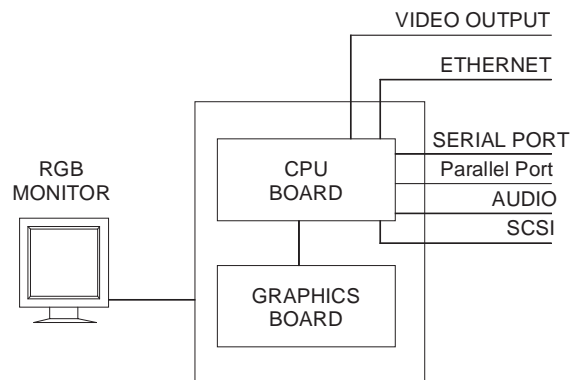 VIDEO OUTPUT
ETHERNET
SERIAL PORT
Parallel Port
AUDIO
SCSI
CPU
BOARD
RGB
MONITOR
GRAPHICS
BOARD